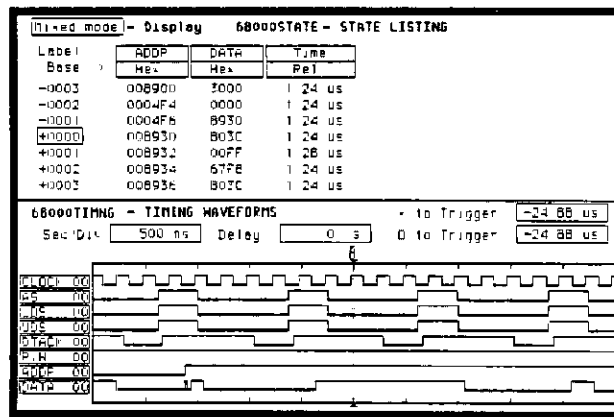 Mixed mode - Display 68000STATE - STATE LISTING
Label > ADDR DATA Time
Base Hex Hex Rel
-0003 008900 3000 1.24 us
-0002 0004F4 0000 1.24 us
-0001 0004F6 8930 1.24 us
+0000 008930 B03C 1.24 us
+0001 008932 00FF 1.28 us
+0002 008934 67F8 1.24 us
+0003 008936 B03C 1.24 us
68000TIMNG - TIMING WAVEFORMS to Trigger -24.88 us
Sec/Div 500 ns Delay 0 s O to Trigger -24.88 us
CLOCK 00
AS 00
LDS 00
UDS 00
DTACK 00
R/W 00
ADDR 00
DATA 00